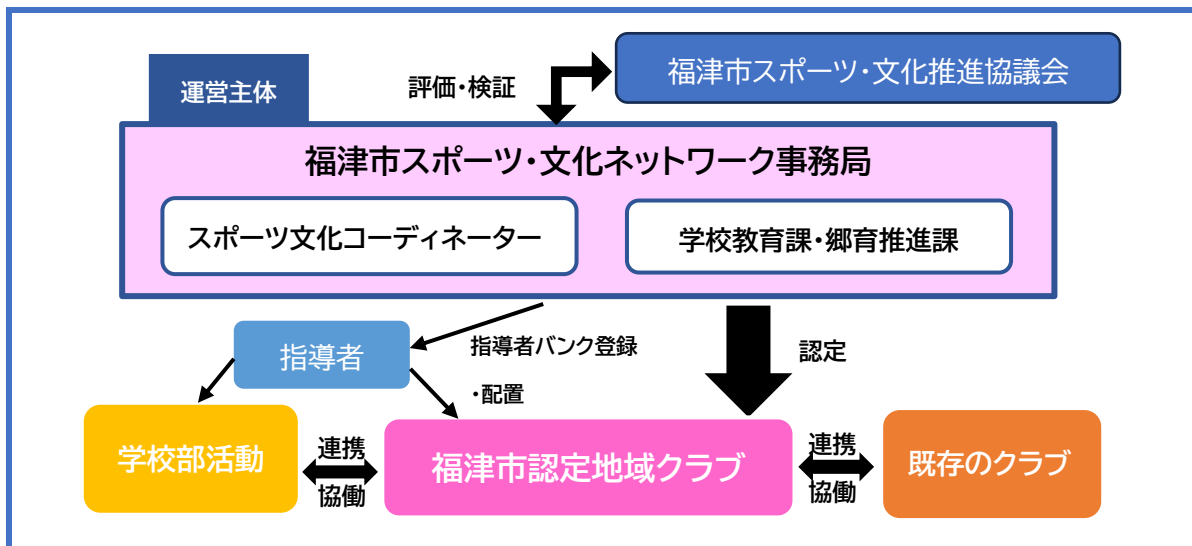 福津市スポーツ・文化推進協議会
評価・検証
運営主体
福津市スポーツ・文化ネットワーク事務局
スポーツ文化コーディネーター
学校教育課・郷育推進課
指導者
指導者バンク登録
・配置
認定
学校部活動
連携
協働
福津市認定地域クラブ
連携
協働
既存のクラブ